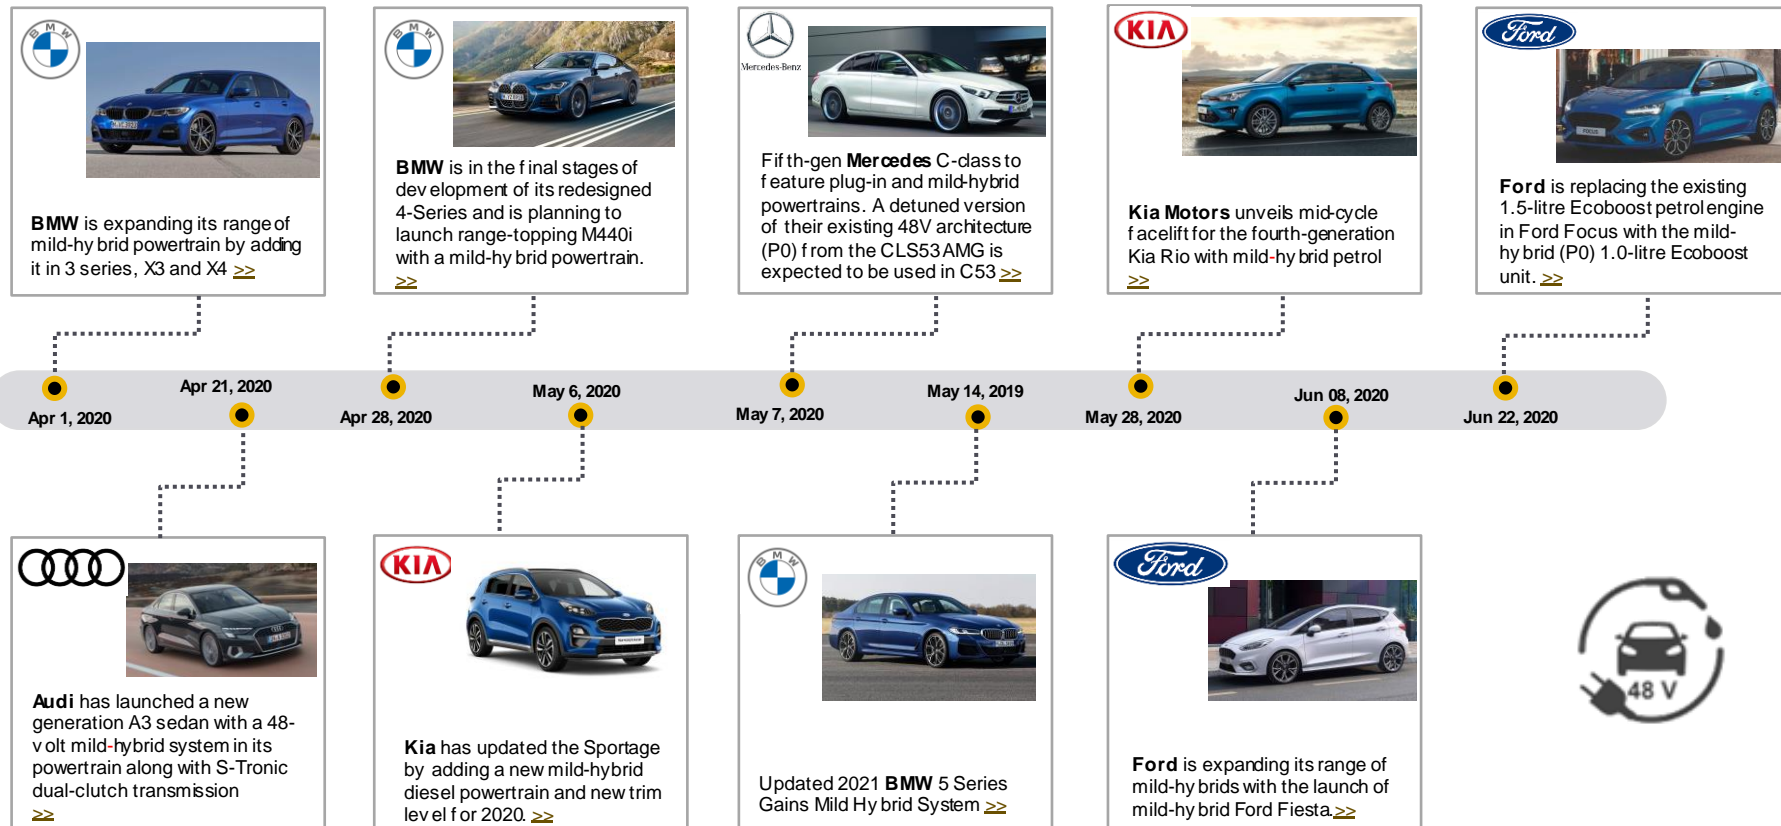 BMW
BMW is expanding its range of
mild-hybrid powertrain by adding
it in 3 series, X3 and X4 >>
BMW
BMW is in the final stages of
development of its redesigned
4-Series and is planning to
launch range-topping M440i
with a mild-hybrid powertrain.
>>
Mercedes-Benz
Fifth-gen Mercedes C-class to
feature plug-in and mild-hybrid
powertrains. A detuned version
of their existing 48V architecture
(P0) from the CLS53 AMG is
expected to be used in C53 >>
KIA
Kia Motors unveils mid-cycle
facelift for the fourth-generation
Kia Rio with mild-hybrid petrol
>>
Ford
FOCUS
Ford is replacing the existing
1.5-litre Ecoboost petrol engine
in Ford Focus with the mild-
hybrid (P0) 1.0-litre Ecoboost
unit. >>
Apr 1, 2020
Apr 21, 2020
Apr 28, 2020
May 6, 2020
May 7, 2020
May 14, 2019
May 28, 2020
Jun 08, 2020
Jun 22, 2020
Audi has launched a new
generation A3 sedan with a 48-
volt mild-hybrid system in its
powertrain along with S-Tronic
dual-clutch transmission
>>
KIA
Kia has updated the Sportage
by adding a new mild-hybrid
diesel powertrain and new trim
level for 2020. >>
BMW
Updated 2021 BMW 5 Series
Gains Mild Hybrid System >>
Ford
Ford is expanding its range of
mild-hybrids with the launch of
mild-hybrid Ford Fiesta.>>
48 V